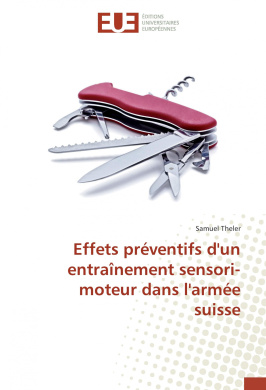 EUE
ÉDITIONS
UNIVERSITAIRES
EUROPÉENNES
Samuel Theler
Effets préventifs d'un
entraînement sensori-
moteur dans l'armée
suisse